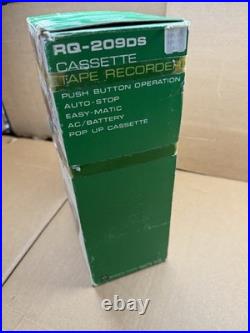 RQ-209DS
CASSETTE
TAPE RECORDER
PUSH BUTTON OPERATION
AUTO-STOP
EASY-MATIC
AC/BATTERY
POP UP CASSETTE